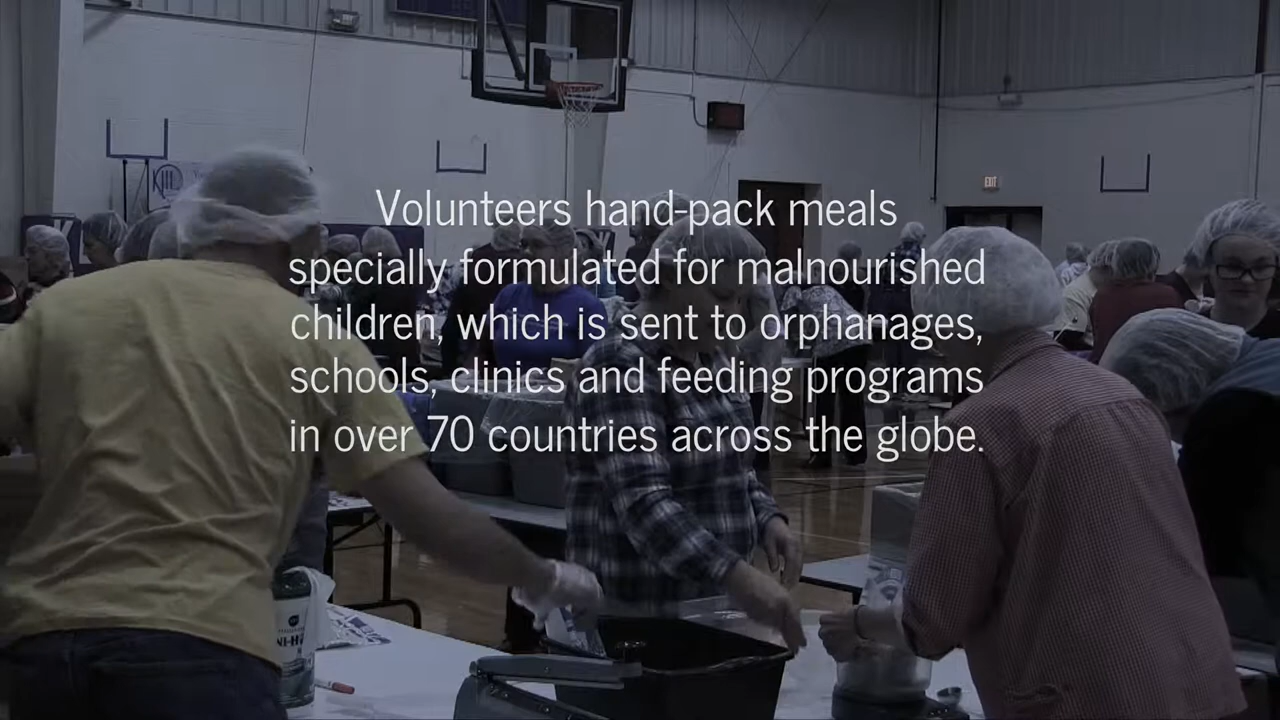 Volunteers hand-pack meals
specially formulated for malnourished
children, which is sent to orphanages,
schools, clinics and feeding programs
in over 70 countries across the globe.
EXIT